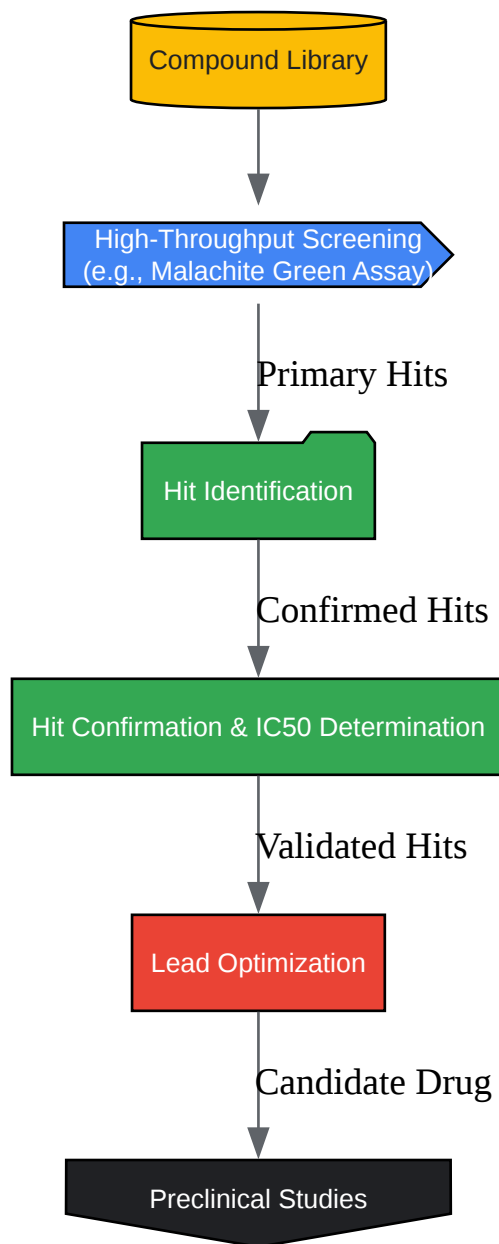 Compound Library
High-Throughput Screening
(e.g., Malachite Green Assay)
Primary Hits
Hit Identification
Confirmed Hits
Hit Confirmation & IC50 Determination
Validated Hits
Lead Optimization
Candidate Drug
Preclinical Studies